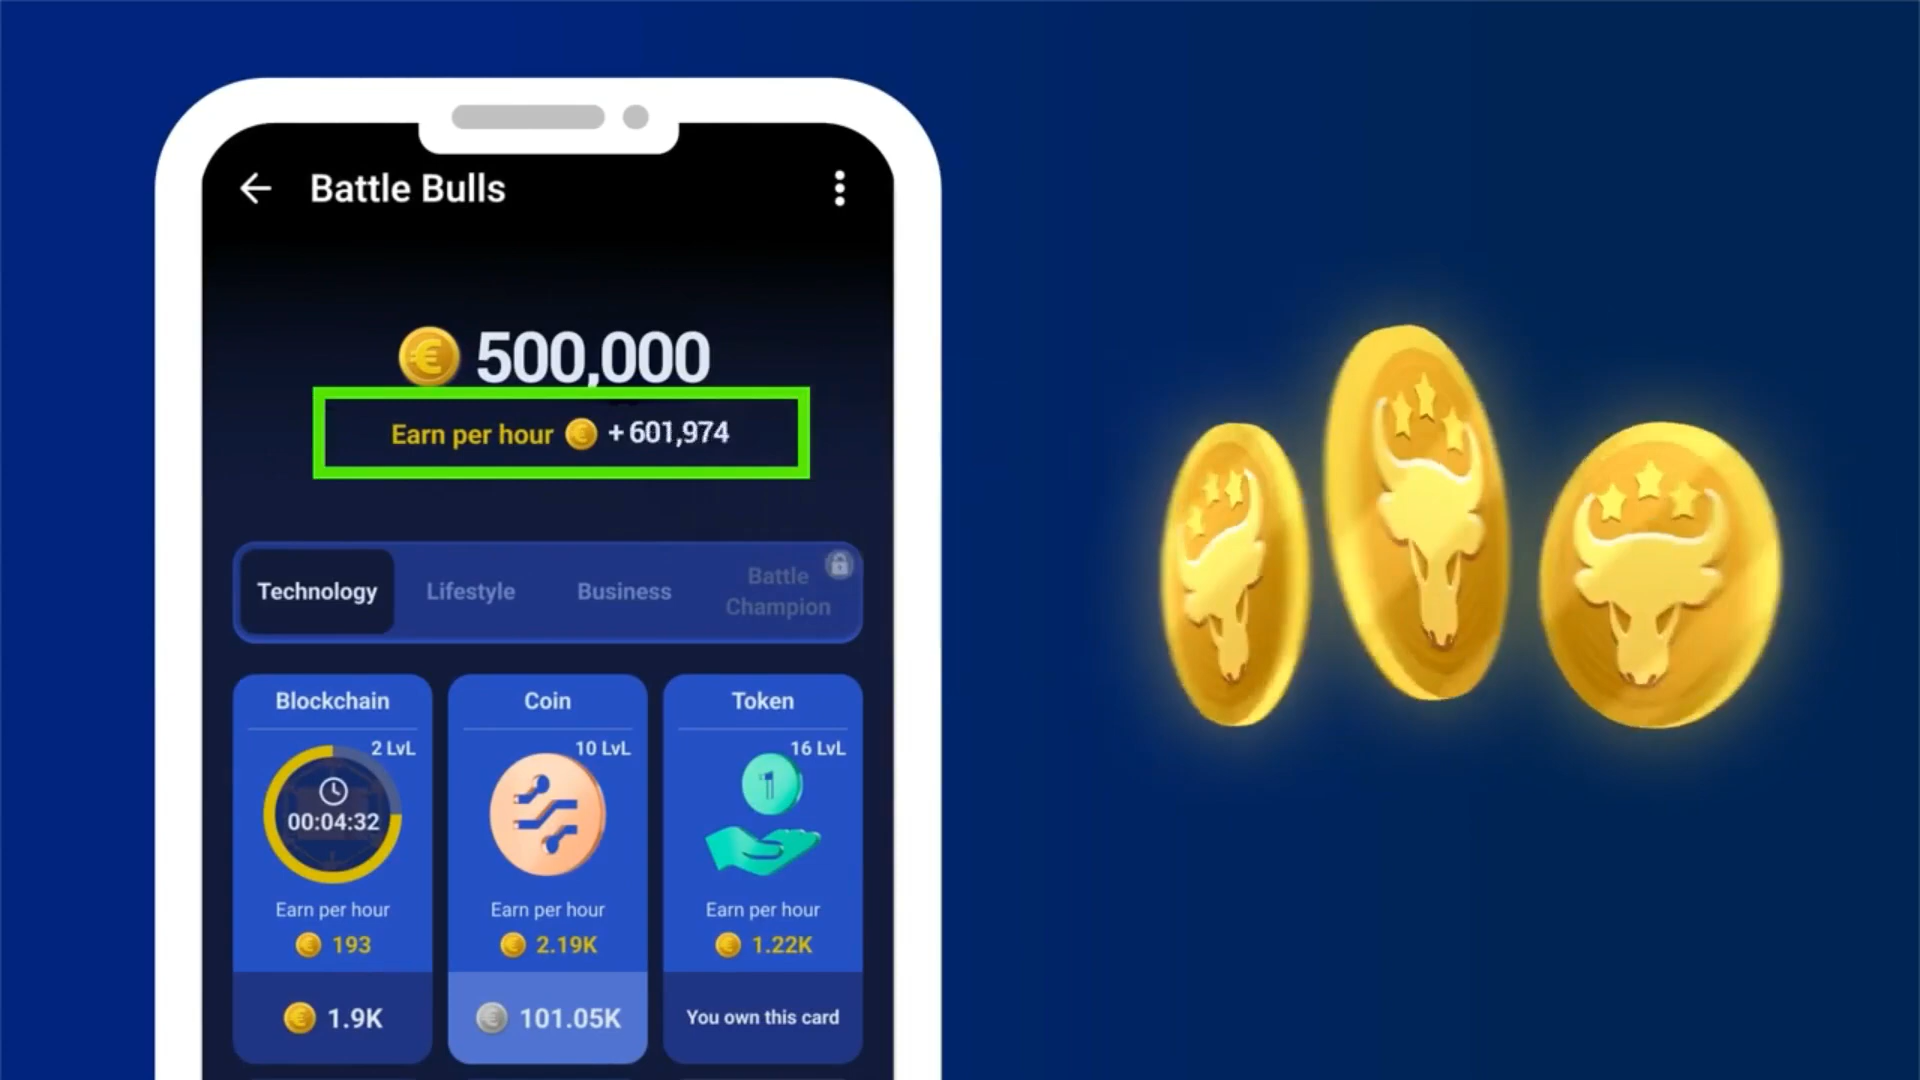 Battle Bulls
500,000
Earn per hour +601,974
Technology
Lifestyle
Business
Battle
Champion
Blockchain
2 LvL
00:04:32
Earn per hour
193
1.9K
Coin
10 LvL
Earn per hour
2.19K
101.05K
Token
16 LvL
1
Earn per hour
1.22K
You own this card